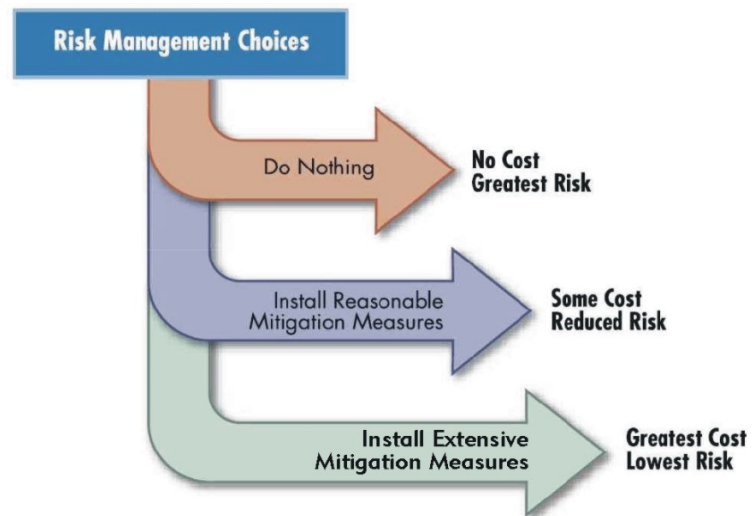 Risk Management Choices
Do Nothing
No Cost
Greatest Risk
Install Reasonable
Mitigation Measures
Some Cost
Reduced Risk
Install Extensive
Mitigation Measures
Greatest Cost
Lowest Risk